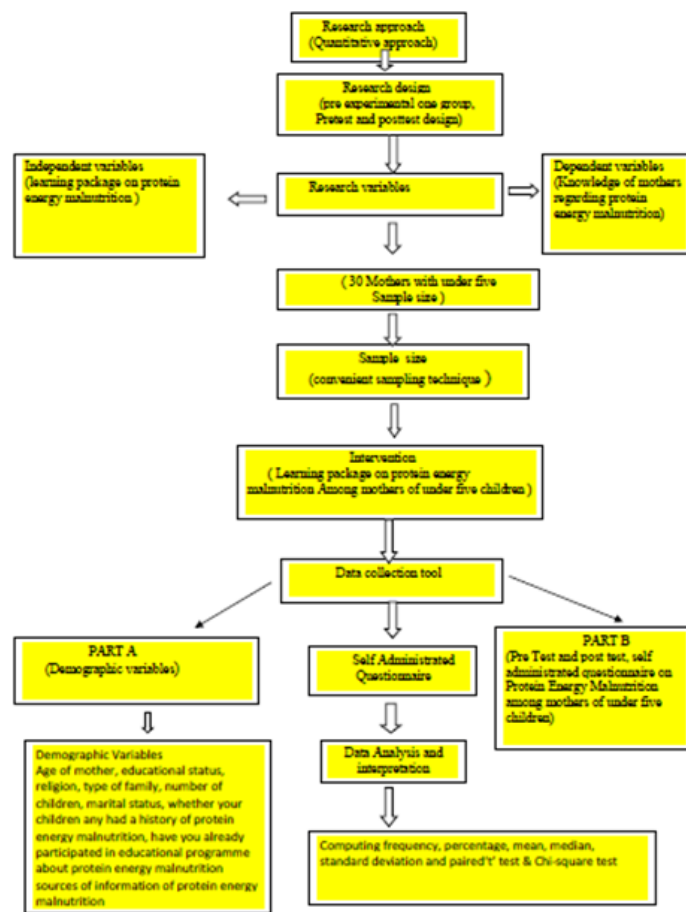 Research approach
(Quantitative approach)
Research design
(pre experimental one group,
Pretest and posttest design)
Independent variables
(learning package on protein
energy malnutrition )
Research variables
Dependent variables
(Knowledge of mothers
regarding protein
energy malnutrition)
( 30 Mothers with under five
Sample size )
Sample size
(convenient sampling technique )
Intervention
( Learning package on protein energy
malnutrition Among mothers of under five children )
Data collection tool
PART A
(Demographic variables)
Self Administrated
Questionnaire
PART B
(Pre Test and post test, self
administrated questionnaire on
Protein Energy Malnutrition
among mothers of under five
children)
Data Analysis and
interpretation
Demographic Variables
Age of mother, educational status,
religion, type of family, number of
children, marital status, whether your
children any had a history of protein
energy malnutrition, have you already
participated in educational programme
about protein energy malnutrition
sources of information of protein energy
malnutrition
Computing frequency, percentage, mean, median,
standard deviation and paired't' test & Chi-square test